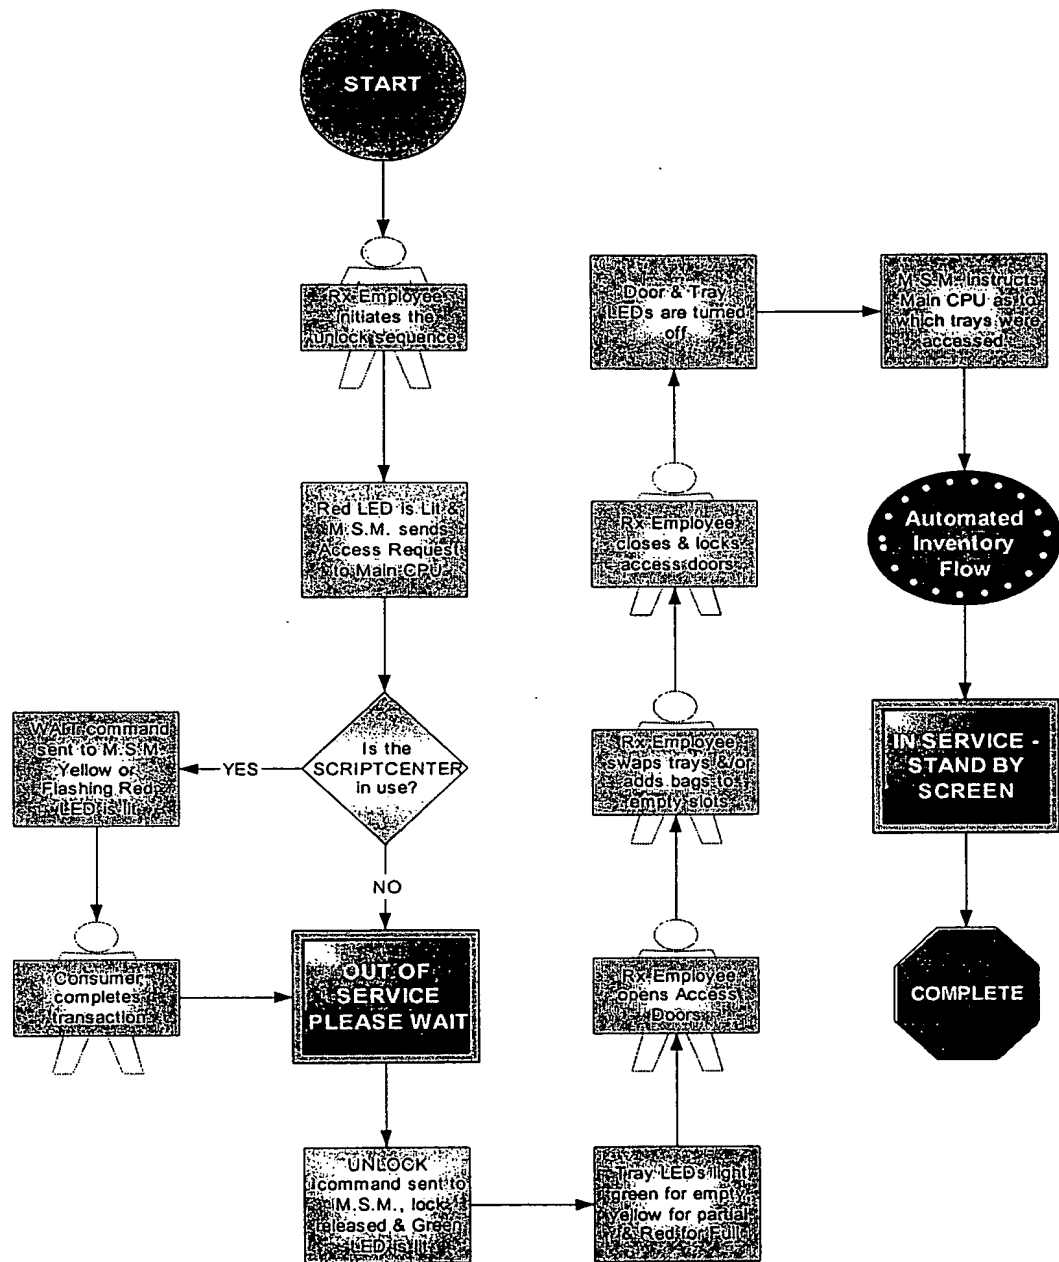 START
Rx Employee
initiates the
unlock sequence
Red LED is Lit &
M.S.M. sends
Access Request
to Main CPU
Is the
SCRIPTCENTER
in use?
YES
WAIT command
sent to M.S.M.
Yellow or
Flashing Red
LED is lit
Consumer
completes
transaction
NO
OUT OF
SERVICE
PLEASE WAIT
UNLOCK
command sent to
M.S.M., lock
released & Green
LED is lit
Tray LEDs light
green for empty,
yellow for partial
& Red for Full
Rx Employee
opens Access
Doors
Rx Employee
swaps trays &/or
adds bags to
empty slots
Rx Employee
closes & locks
access doors
Door & Tray
LEDs are turned
off
M.S.M. Instructs
Main CPU as to
which trays were
accessed
Automated
Inventory
Flow
IN SERVICE -
STAND BY
SCREEN
COMPLETE